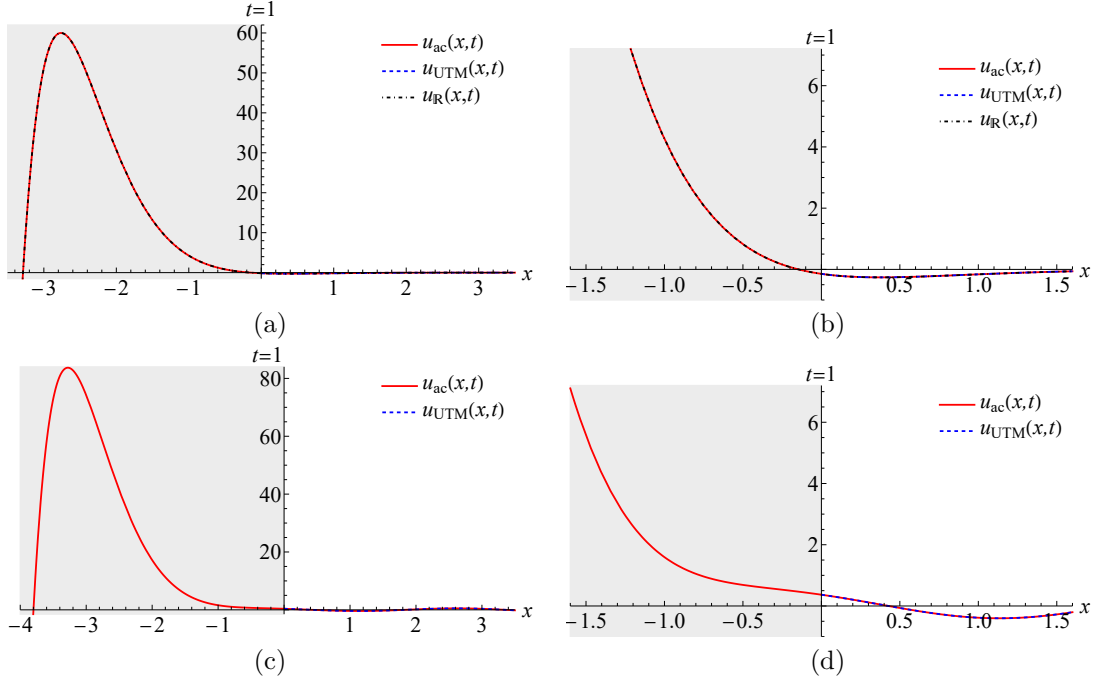 t=1
60
50
40
30
20
10
−3
−2
−1
1
2
3
x
u_ac(x,t)
u_UTM(x,t)
u_ℝ(x,t)
(a)
t=1
6
4
2
−1.5
−1.0
−0.5
0.5
1.0
1.5
x
u_ac(x,t)
u_UTM(x,t)
u_ℝ(x,t)
(b)
t=1
80
60
40
20
−4
−3
−2
−1
1
2
3
x
u_ac(x,t)
u_UTM(x,t)
(c)
t=1
6
4
2
−1.5
−1.0
−0.5
0.5
1.0
1.5
x
u_ac(x,t)
u_UTM(x,t)
(d)